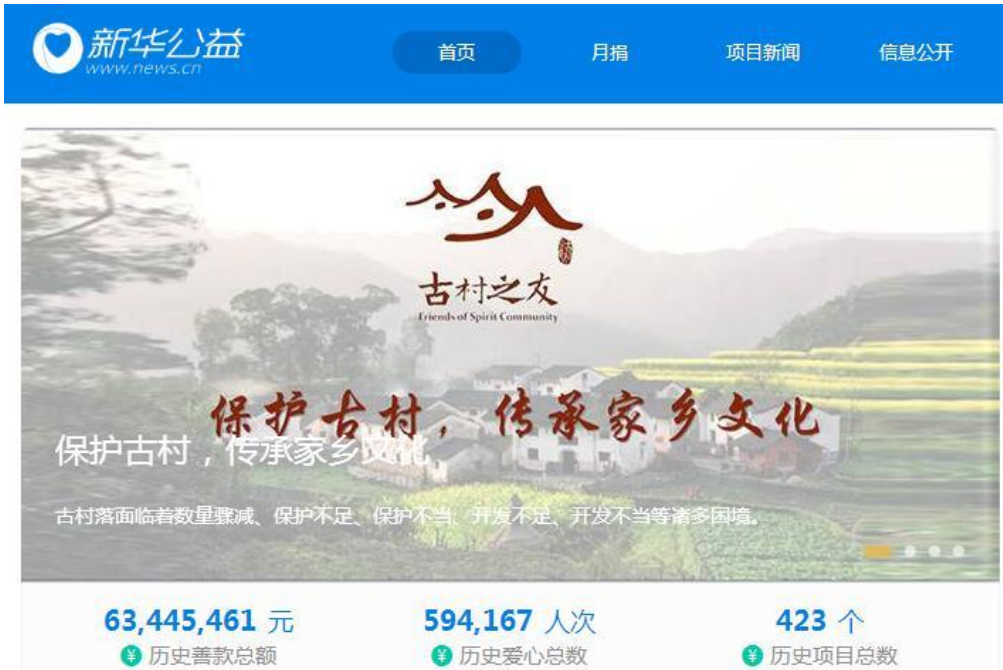 新华公益
www.news.cn
首页 月捐 项目新闻 信息公开
古村之友
Friends of Spirit Community
保护古村，传承家乡文化
保护古村，传承家乡文化
古村落面临着数量骤减、保护不足、保护不当、开发不足、开发不当等诸多困境。
63,445,461 元 594,167 人次 423 个
¥ 历史善款总额 ¥ 历史爱心总数 ¥ 历史项目总数